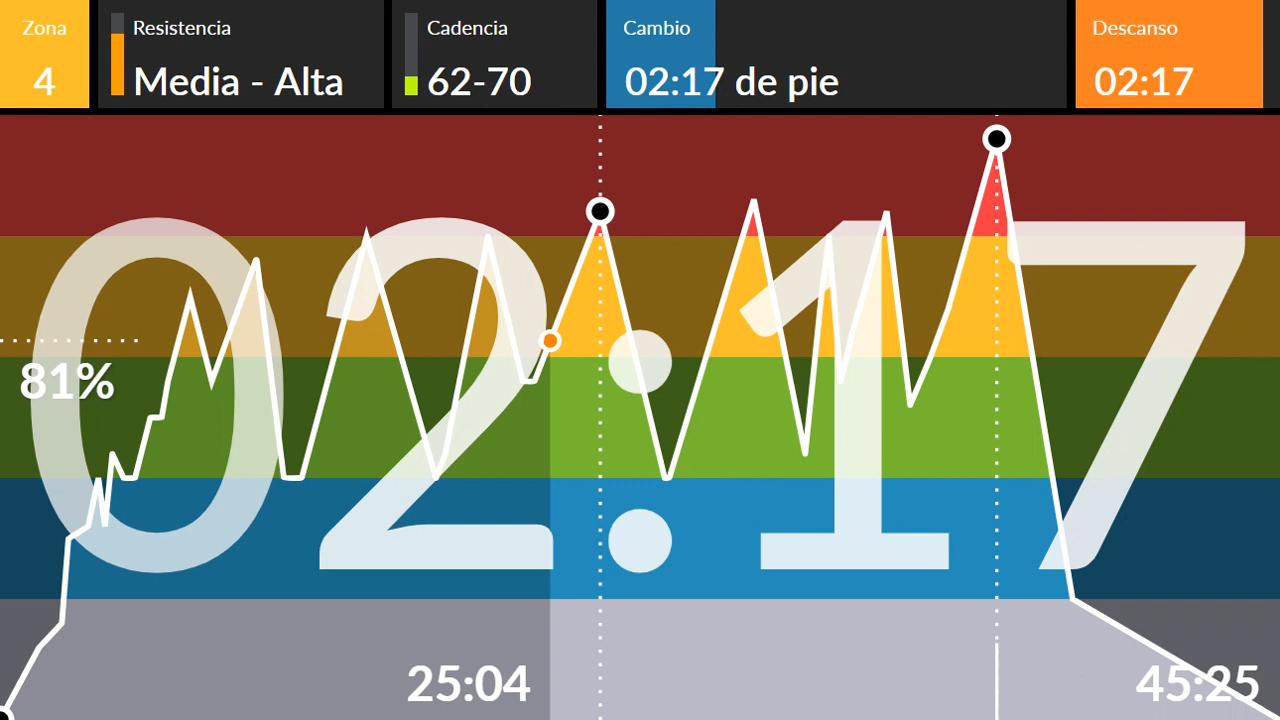 Zona
4
Resistencia
Media - Alta
Cadencia
62-70
Cambio
02:17 de pie
Descanso
02:17
02:17
81%
25:04
45:25